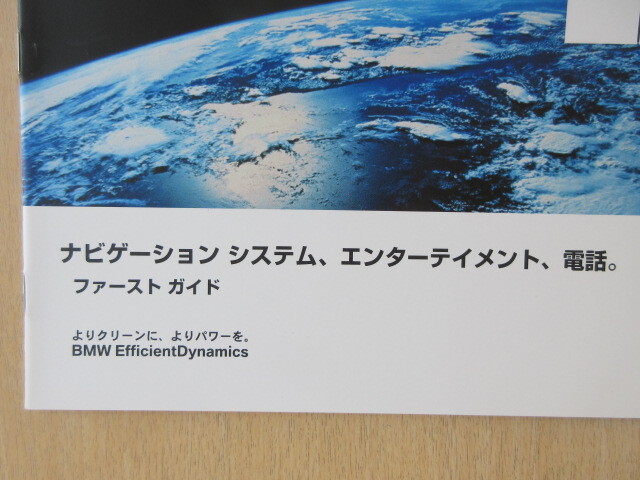 ナビゲーション システム、エンターテイメント、電話。
ファースト ガイド
よりクリーンに、よりパワーを。
BMW EfficientDynamics